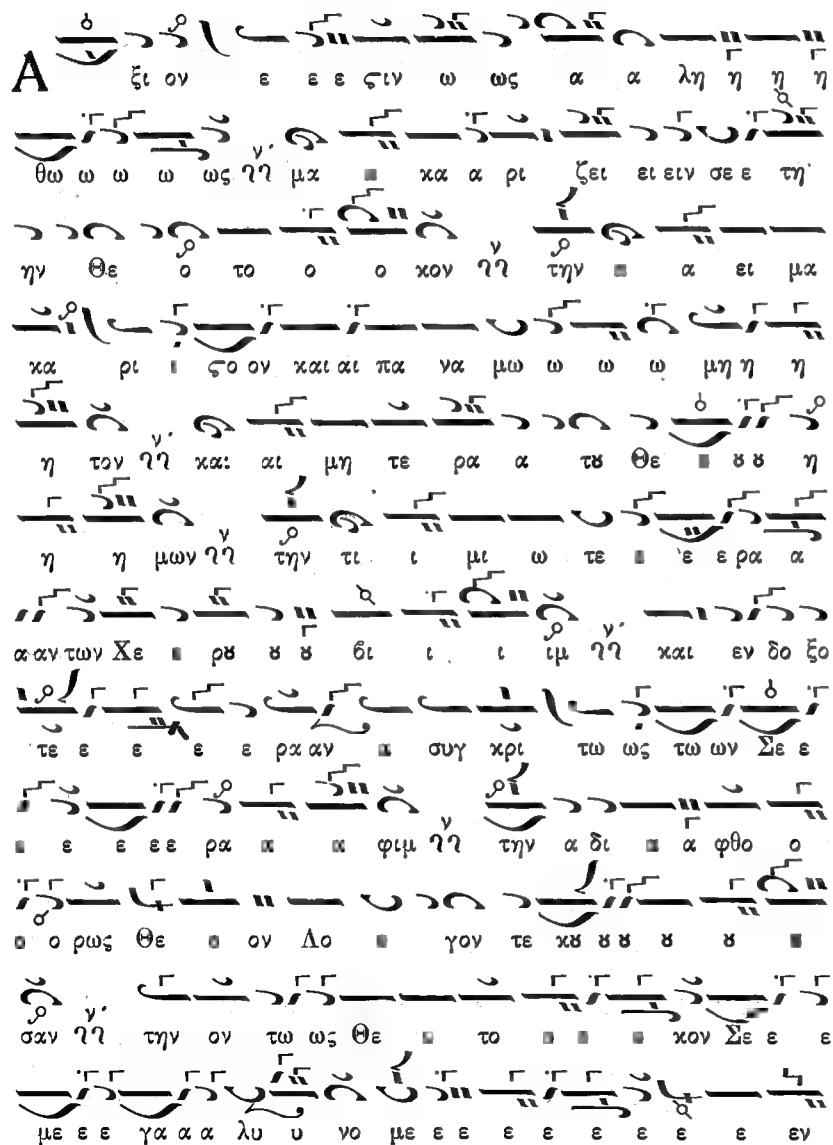 Α ξι ον ε ε ε ϛιν ω ως α α λη η η η
θω ω ω ω ως μα κα α ρι ζει ει ειν σε ε τη
ην Θε ο το ο ο κον την α ει μα
κα ρι ϛο ον και αι πα να μω ω ω ω μη η η
η τον και αι μη τε ρα α τȣ Θε ȣ ȣ η
η η μων την τι ι μι ω τε ε ε ρα α
α αν των Χε ρȣ ȣ ȣ βι ι ι ιμ και εν δο ξο
τε ε ε ε ε ρα αν συγ κρι τω ως τω ων Σε ε
ε ε ε ε ρα φιμ την α δι α φθο ο
ο ρως Θε ον Λο γον τε κȣ ȣ ȣ ȣ ȣ
σαν την ον τω ως Θε το κον Σε ε ε
με ε ε γα α α λυ υ νο με ε ε ε ε ε ε ε ε εν